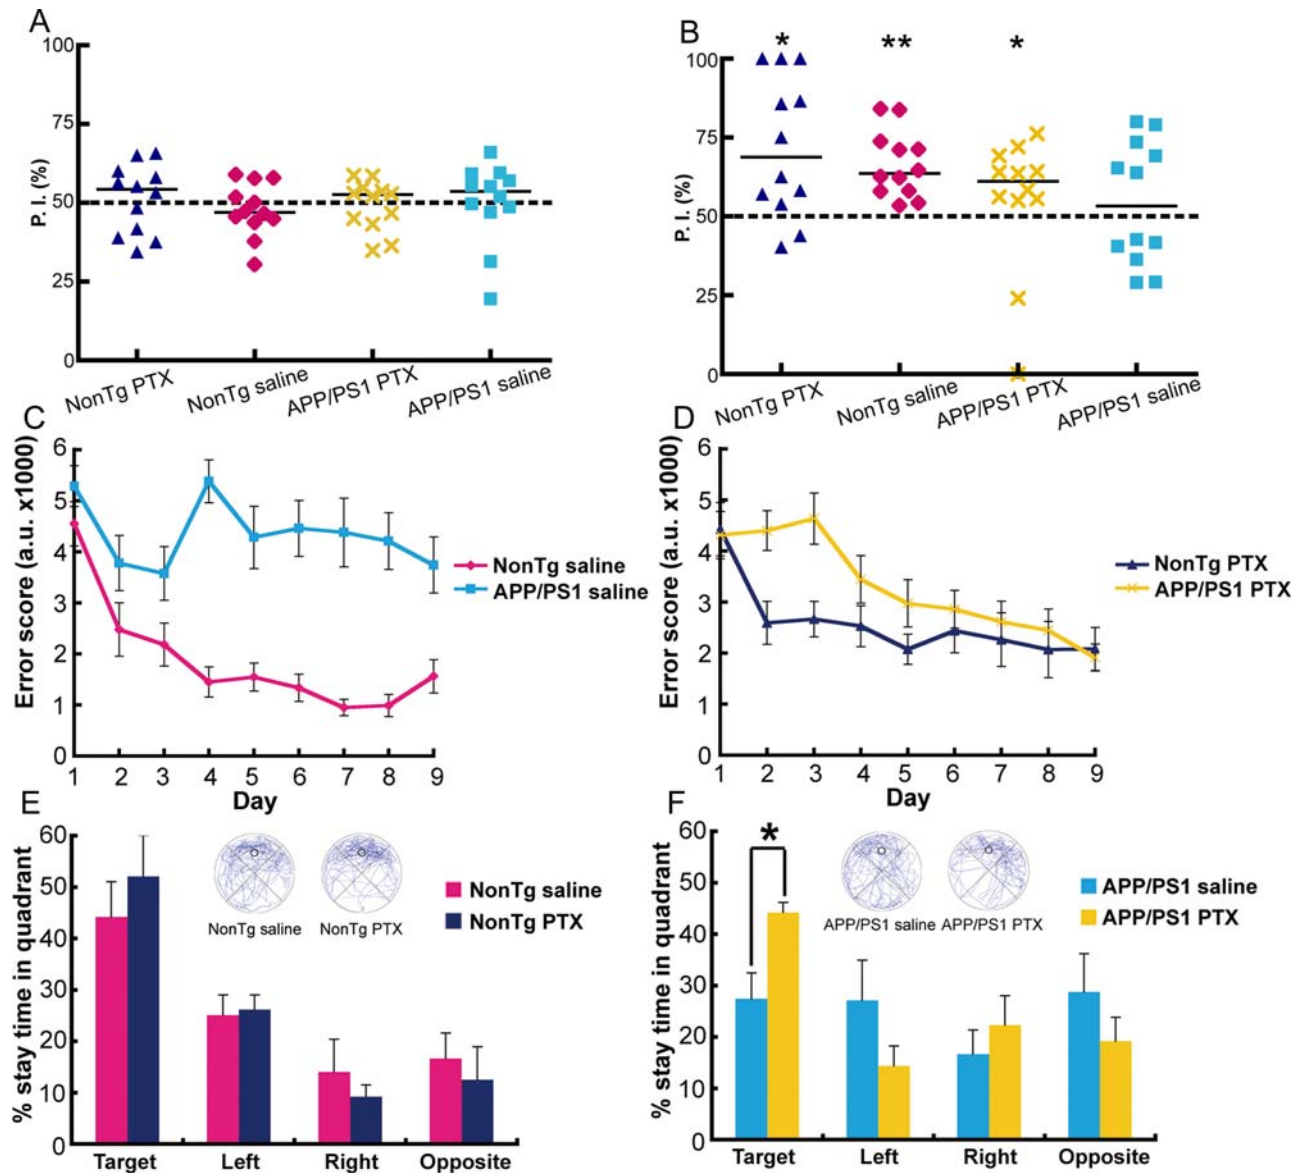 A
P. I. (%)
100
75
50
25
0
NonTg PTX
NonTg saline
APP/PS1 PTX
APP/PS1 saline
B
* ** *
P. I. (%)
100
75
50
25
0
NonTg PTX
NonTg saline
APP/PS1 PTX
APP/PS1 saline
C
Error score (a.u. x1000)
6
5
4
3
2
1
0
1 2 3 4 5 6 7 8 9
Day
NonTg saline
APP/PS1 saline
D
Error score (a.u. x1000)
6
5
4
3
2
1
0
1 2 3 4 5 6 7 8 9
Day
NonTg PTX
APP/PS1 PTX
E
% stay time in quadrant
60
50
40
30
20
10
0
Target Left Right Opposite
NonTg saline NonTg PTX
NonTg saline
NonTg PTX
F
% stay time in quadrant
60
50
40
30
20
10
0
*
Target Left Right Opposite
APP/PS1 saline APP/PS1 PTX
APP/PS1 saline
APP/PS1 PTX